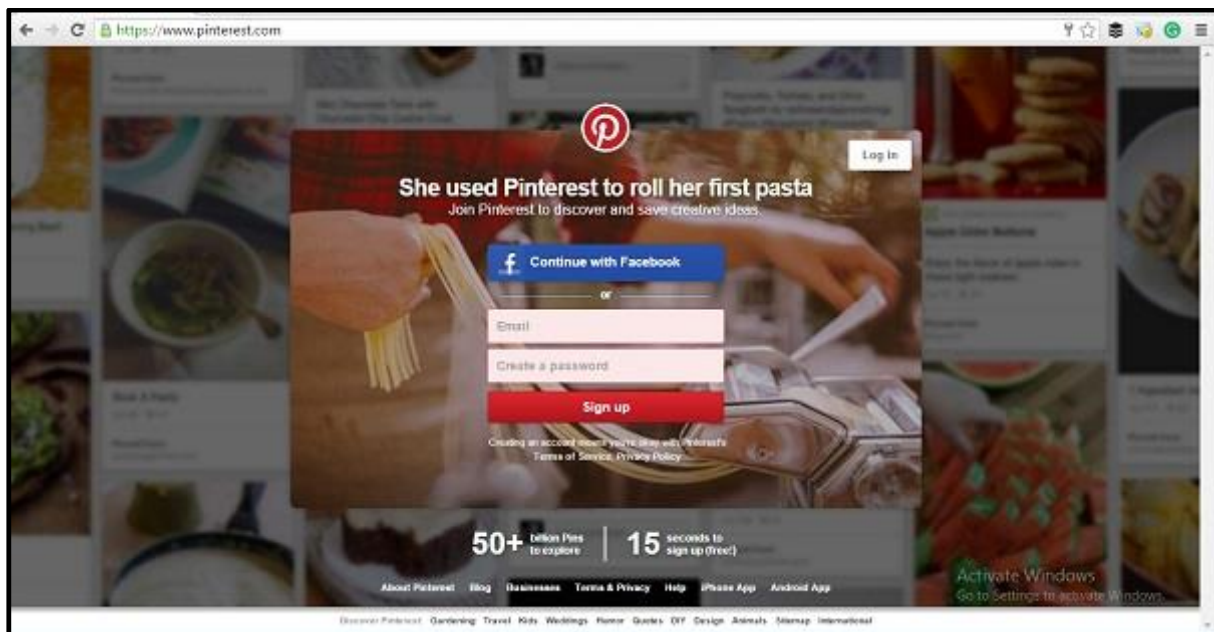 https://www.pinterest.com
Log in
She used Pinterest to roll her first pasta
Join Pinterest to discover and save creative ideas.
Continue with Facebook
or
Email
Create a password
Sign up
Creating an account means you're okay with Pinterest's
Terms of Service, Privacy Policy
50+ billion Pins to explore
15 seconds to sign up (free!)
About Pinterest Blog Businesses Terms & Privacy Help iPhone App Android App
Activate Windows
Go to Settings to activate Windows.
Discover Pinterest: Gardening Travel Kids Weddings Humor Quotes DIY Design Animals Sitemap International